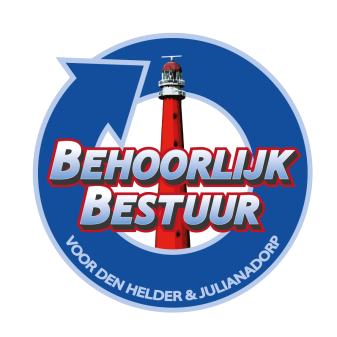 BEHOORLIJK
BESTUUR
VOOR DEN HELDER & JULIANADORP